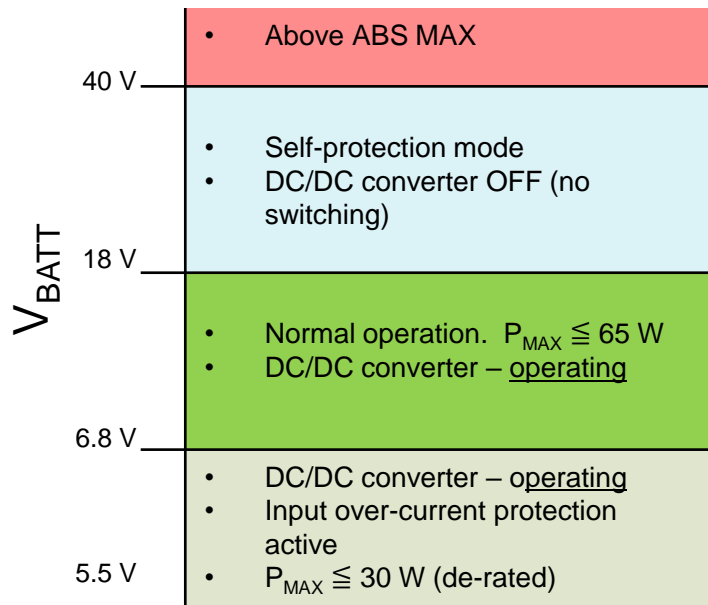 • Above ABS MAX
40 V
• Self-protection mode
• DC/DC converter OFF (no
switching)
V_BATT
18 V
• Normal operation.  P_MAX ≦ 65 W
• DC/DC converter – operating
6.8 V
• DC/DC converter – operating
• Input over-current protection
active
5.5 V
• P_MAX ≦ 30 W (de-rated)